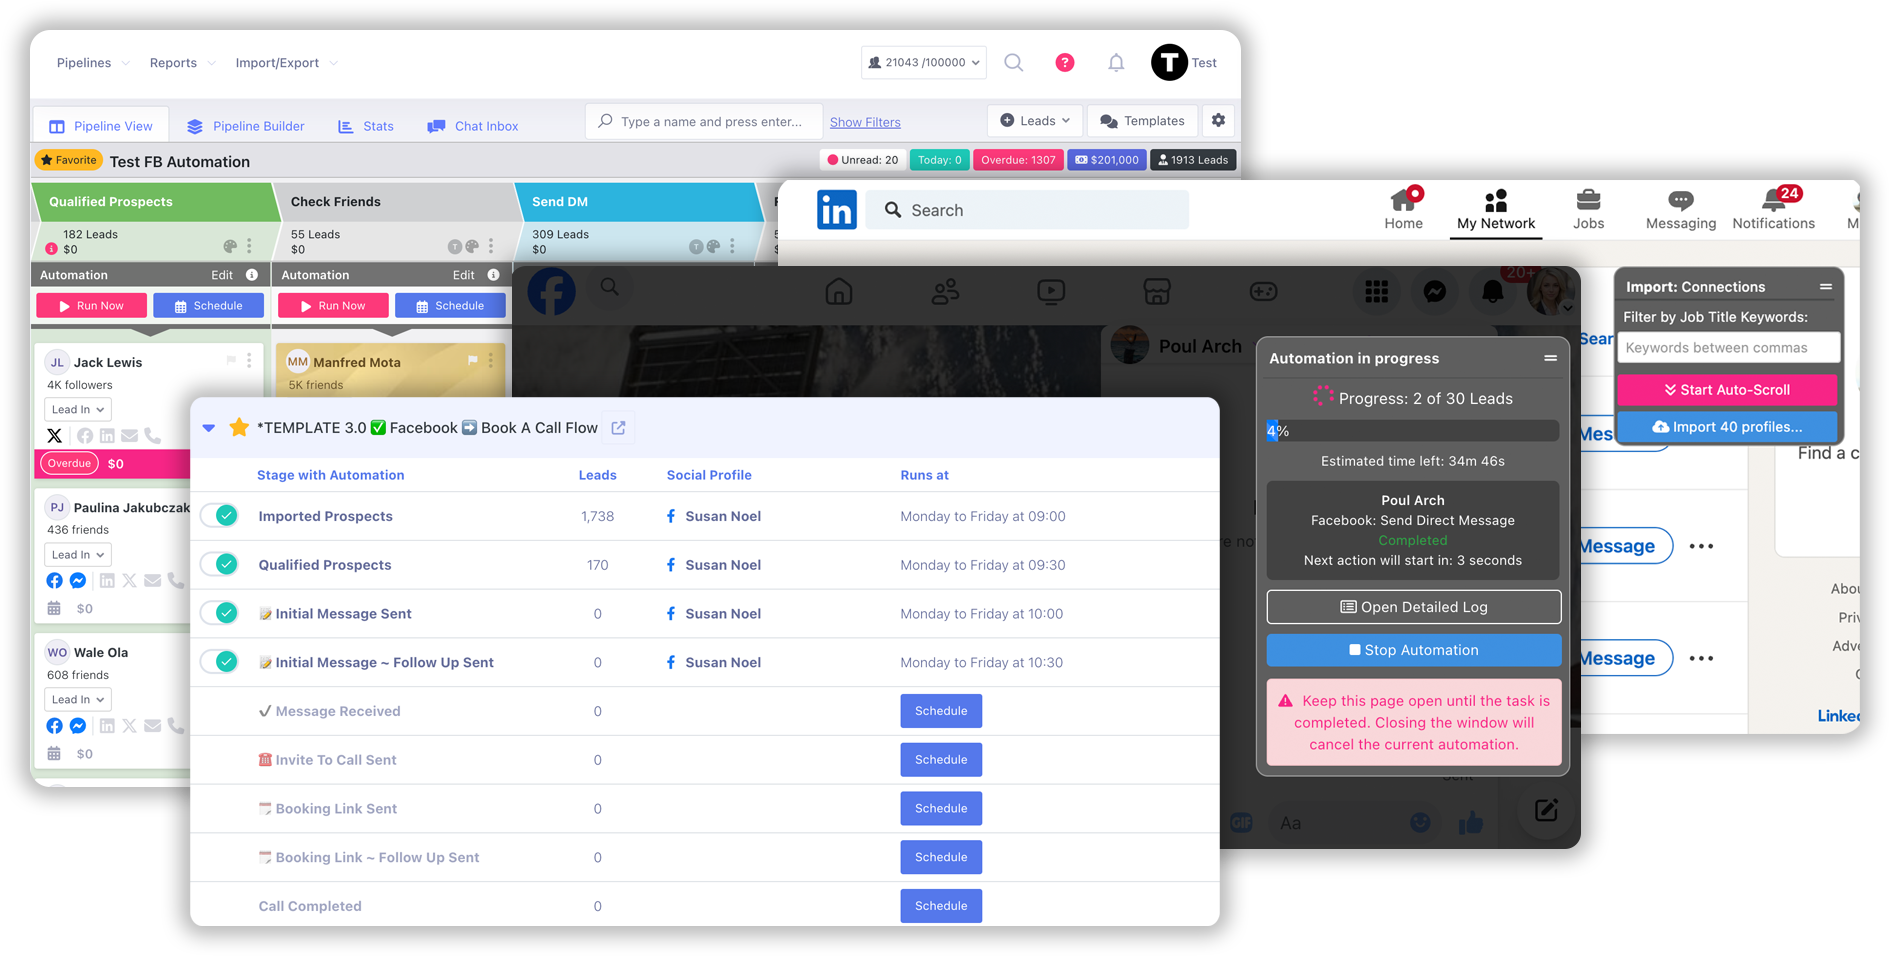 Pipelines Reports Import/Export 21043 /100000 ? T Test
Pipeline View Pipeline Builder Stats Chat Inbox Type a name and press enter... Show Filters Leads Templates
Favorite Test FB Automation Unread: 20 Today: 0 Overdue: 1307 $201,000 1913 Leads
Qualified Prospects Check Friends Send DM
182 Leads 55 Leads 309 Leads
$0 $0 $0
Automation Edit Automation Edit
Run Now Schedule Run Now Schedule
JL Jack Lewis MM Manfred Mota
4K followers 5K friends
Lead In
Overdue $0
PJ Paulina Jakubczak
436 friends
Lead In
$0
WO Wale Ola
608 friends
Lead In
$0
in Search Home My Network Jobs Messaging 24 Notifications M
Import: Connections
Filter by Job Title Keywords:
Keywords between commas
Start Auto-Scroll
Import 40 profiles...
Sear
Mes
Find a c
Message
Message
Abou
Priv
Adve
Linked
20+
Poul Arch
Automation in progress
Progress: 2 of 30 Leads
4%
Estimated time left: 34m 46s
Poul Arch
Facebook: Send Direct Message
Completed
Next action will start in: 3 seconds
Open Detailed Log
Stop Automation
Keep this page open until the task is
completed. Closing the window will
cancel the current automation.
re no
Sent
GIF Aa
*TEMPLATE 3.0 ✅ Facebook ➡️ Book A Call Flow
Stage with Automation Leads Social Profile Runs at
Imported Prospects 1,738 Susan Noel Monday to Friday at 09:00
Qualified Prospects 170 Susan Noel Monday to Friday at 09:30
Initial Message Sent 0 Susan Noel Monday to Friday at 10:00
Initial Message ~ Follow Up Sent 0 Susan Noel Monday to Friday at 10:30
Message Received 0 Schedule
Invite To Call Sent 0 Schedule
Booking Link Sent 0 Schedule
Booking Link ~ Follow Up Sent 0 Schedule
Call Completed 0 Schedule